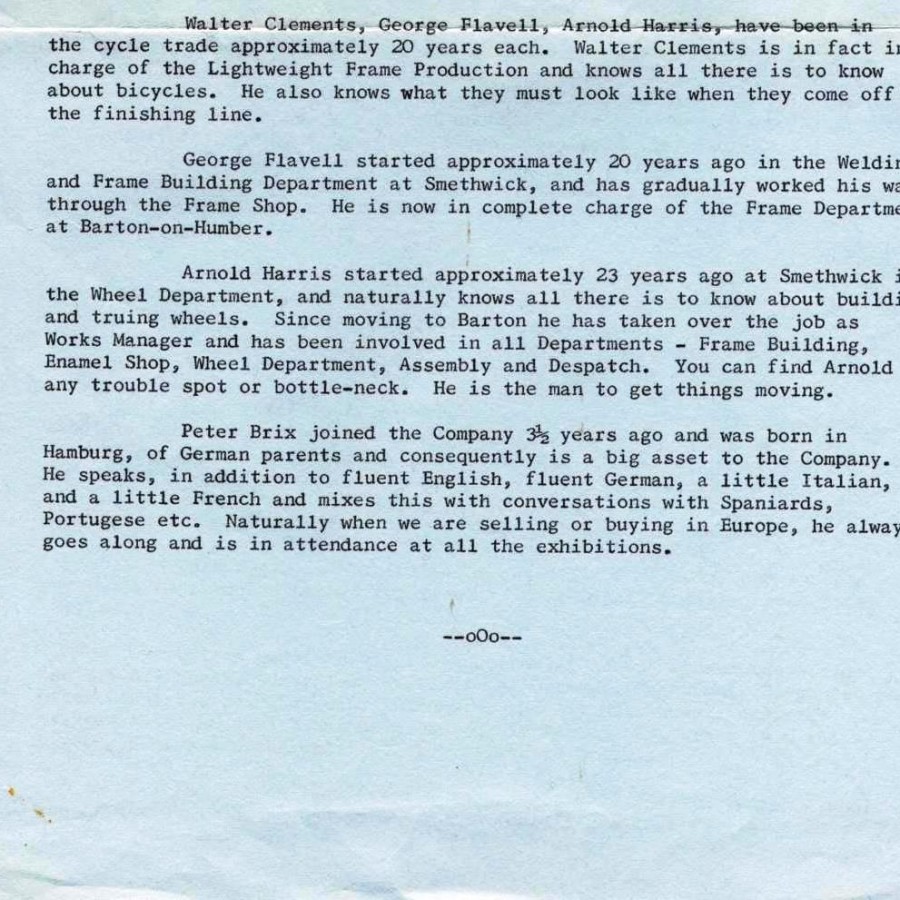 Walter Clements, George Flavell, Arnold Harris, have been in
the cycle trade approximately 20 years each. Walter Clements is in fact in
charge of the Lightweight Frame Production and knows all there is to know
about bicycles. He also knows what they must look like when they come off
the finishing line.
George Flavell started approximately 20 years ago in the Weldin
and Frame Building Department at Smethwick, and has gradually worked his wa
through the Frame Shop. He is now in complete charge of the Frame Departme
at Barton-on-Humber.
Arnold Harris started approximately 23 years ago at Smethwick i
the Wheel Department, and naturally knows all there is to know about buildi
and truing wheels. Since moving to Barton he has taken over the job as
Works Manager and has been involved in all Departments - Frame Building,
Enamel Shop, Wheel Department, Assembly and Despatch. You can find Arnold
any trouble spot or bottle-neck. He is the man to get things moving.
Peter Brix joined the Company 3½ years ago and was born in
Hamburg, of German parents and consequently is a big asset to the Company.
He speaks, in addition to fluent English, fluent German, a little Italian,
and a little French and mixes this with conversations with Spaniards,
Portugese etc. Naturally when we are selling or buying in Europe, he alway
goes along and is in attendance at all the exhibitions.
--oOo--